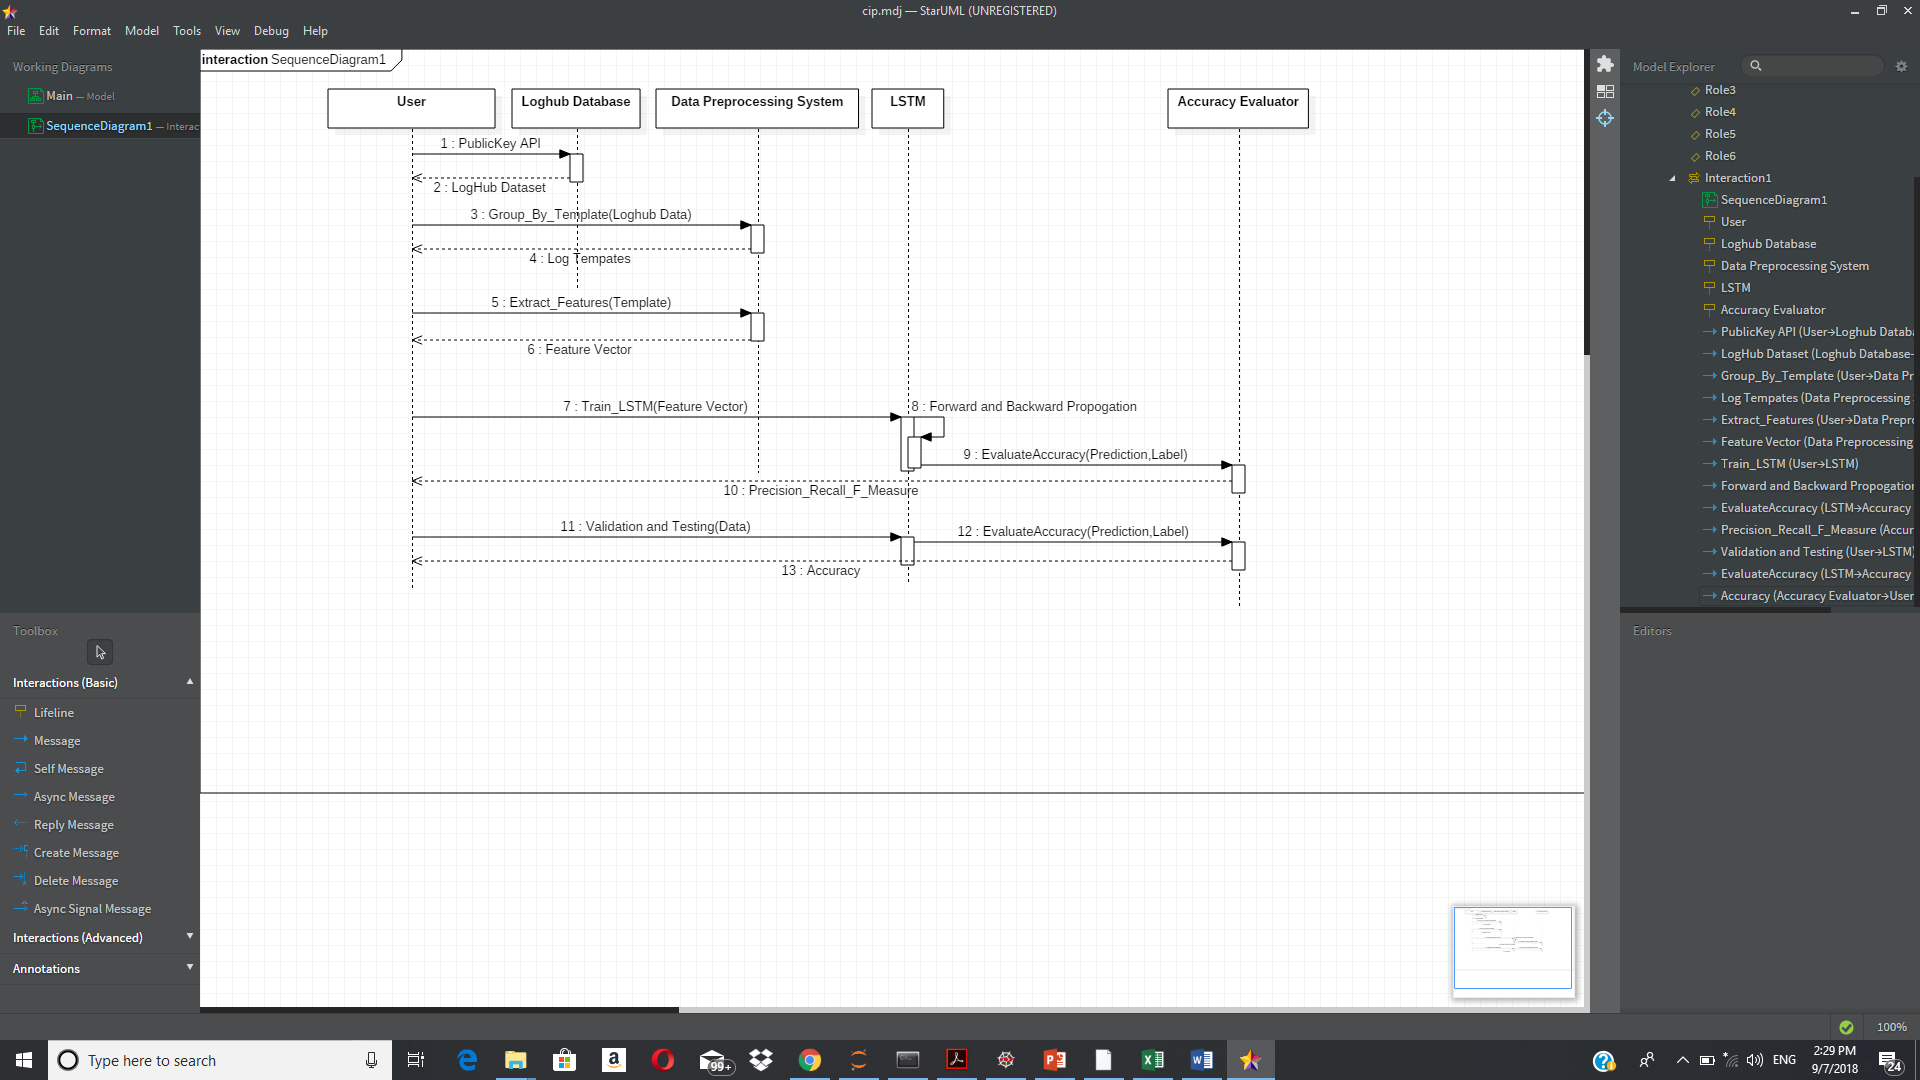 cip.mdj — StarUML (UNREGISTERED)
File Edit Format Model Tools View Debug Help
Working Diagrams
Main — Model
SequenceDiagram1 — Interac
Toolbox
Interactions (Basic)
Lifeline
Message
Self Message
Async Message
Reply Message
Create Message
Delete Message
Async Signal Message
Interactions (Advanced)
Annotations
interaction SequenceDiagram1
User Loghub Database Data Preprocessing System LSTM Accuracy Evaluator
1 : PublicKey API
2 : LogHub Dataset
3 : Group_By_Template(Loghub Data)
4 : Log Tempates
5 : Extract_Features(Template)
6 : Feature Vector
7 : Train_LSTM(Feature Vector)
8 : Forward and Backward Propogation
9 : EvaluateAccuracy(Prediction,Label)
10 : Precision_Recall_F_Measure
11 : Validation and Testing(Data)
12 : EvaluateAccuracy(Prediction,Label)
13 : Accuracy
Model Explorer
Role3
Role4
Role5
Role6
Interaction1
SequenceDiagram1
User
Loghub Database
Data Preprocessing System
LSTM
Accuracy Evaluator
PublicKey API (User→Loghub Datab
LogHub Dataset (Loghub Database-
Group_By_Template (User→Data Pr
Log Tempates (Data Preprocessing
Extract_Features (User→Data Prepr
Feature Vector (Data Preprocessing
Train_LSTM (User→LSTM)
Forward and Backward Propogation
EvaluateAccuracy (LSTM→Accuracy
Precision_Recall_F_Measure (Accur
Validation and Testing (User→LSTM)
EvaluateAccuracy (LSTM→Accuracy
Accuracy (Accuracy Evaluator→User
Editors
100%
Type here to search
99+
ENG
2:29 PM
9/7/2018
24